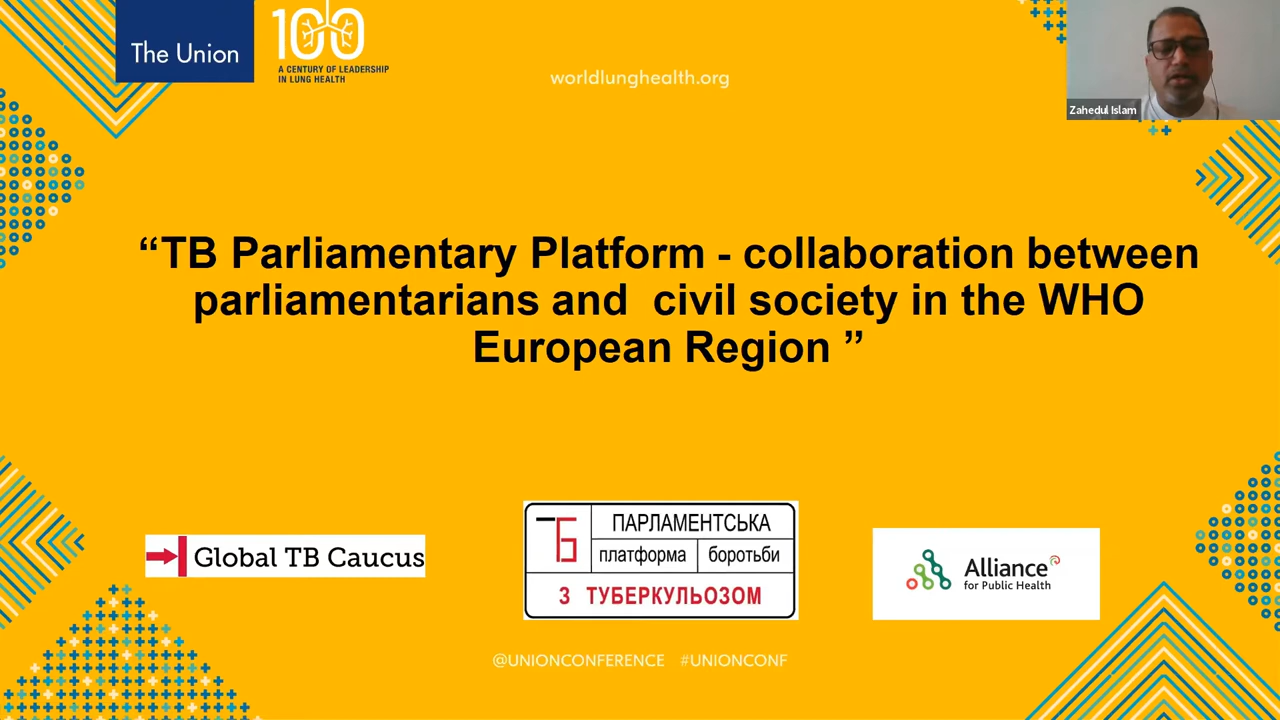 The Union
100
A CENTURY OF LEADERSHIP
IN LUNG HEALTH
worldlunghealth.org
Zahedul Islam
“TB Parliamentary Platform - collaboration between
parliamentarians and civil society in the WHO
European Region ”
Global TB Caucus
ТБ
ПАРЛАМЕНТСЬКА
платформа боротьби
З ТУБЕРКУЛЬОЗОМ
Alliance
for Public Health
@UNIONCONFERENCE #UNIONCONF